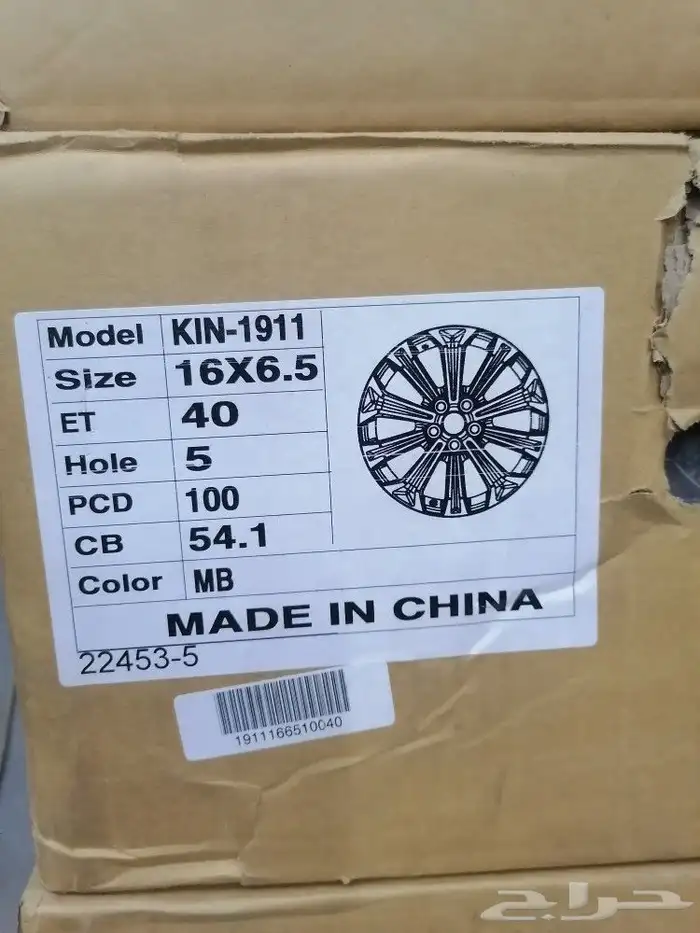 Model KIN-1911
Size 16X6.5
ET 40
Hole 5
PCD 100
CB 54.1
Color MB
MADE IN CHINA
22453-5
1911166510040
حراج